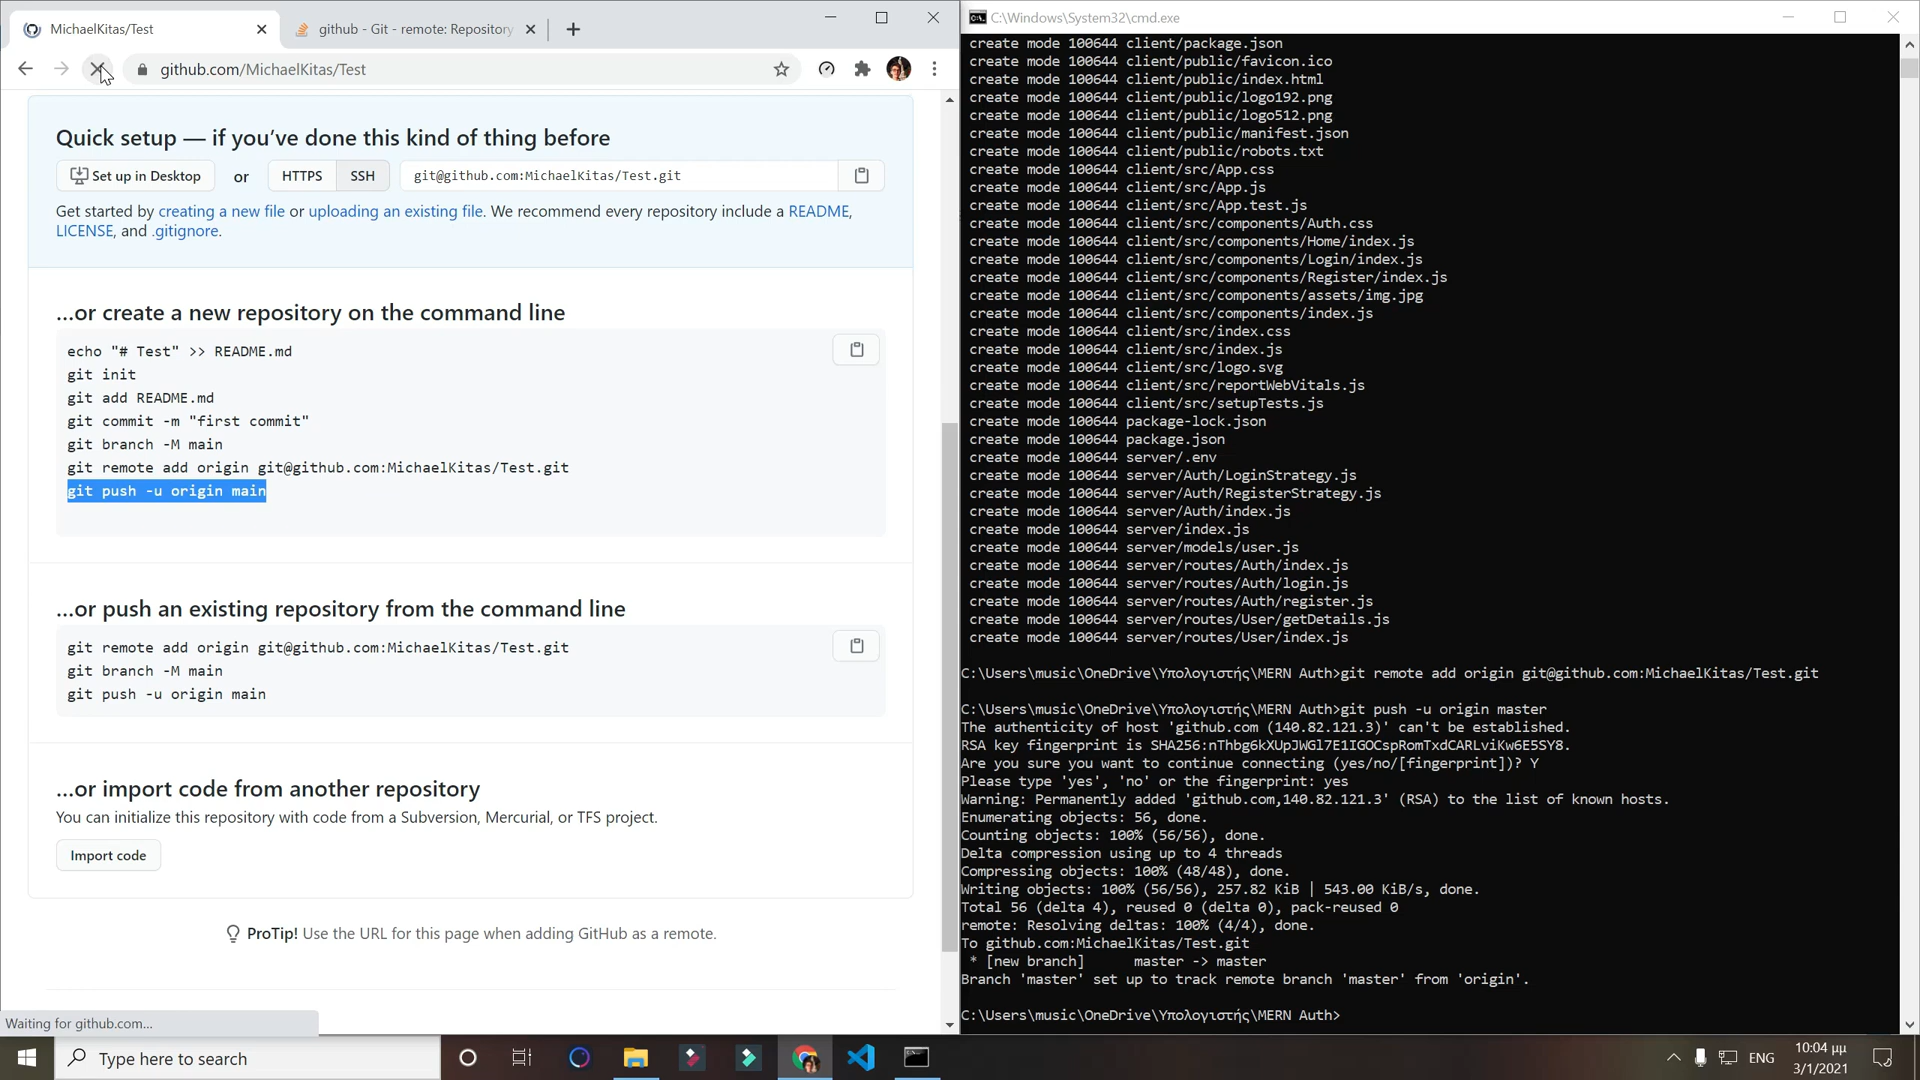 MichaelKitas/Test
github - Git - remote: Repository
github.com/MichaelKitas/Test
Quick setup — if you've done this kind of thing before
Set up in Desktop
or
HTTPS
SSH
git@github.com:MichaelKitas/Test.git
Get started by creating a new file or uploading an existing file. We recommend every repository include a README,
LICENSE, and .gitignore.
...or create a new repository on the command line
echo "# Test" >> README.md
git init
git add README.md
git commit -m "first commit"
git branch -M main
git remote add origin git@github.com:MichaelKitas/Test.git
git push -u origin main
...or push an existing repository from the command line
git remote add origin git@github.com:MichaelKitas/Test.git
git branch -M main
git push -u origin main
...or import code from another repository
You can initialize this repository with code from a Subversion, Mercurial, or TFS project.
Import code
ProTip! Use the URL for this page when adding GitHub as a remote.
Waiting for github.com...
C:\Windows\System32\cmd.exe
create mode 100644 client/package.json
create mode 100644 client/public/favicon.ico
create mode 100644 client/public/index.html
create mode 100644 client/public/logo192.png
create mode 100644 client/public/logo512.png
create mode 100644 client/public/manifest.json
create mode 100644 client/public/robots.txt
create mode 100644 client/src/App.css
create mode 100644 client/src/App.js
create mode 100644 client/src/App.test.js
create mode 100644 client/src/components/Auth.css
create mode 100644 client/src/components/Home/index.js
create mode 100644 client/src/components/Login/index.js
create mode 100644 client/src/components/Register/index.js
create mode 100644 client/src/components/assets/img.jpg
create mode 100644 client/src/components/index.js
create mode 100644 client/src/index.css
create mode 100644 client/src/index.js
create mode 100644 client/src/logo.svg
create mode 100644 client/src/reportWebVitals.js
create mode 100644 client/src/setupTests.js
create mode 100644 package-lock.json
create mode 100644 package.json
create mode 100644 server/.env
create mode 100644 server/Auth/LoginStrategy.js
create mode 100644 server/Auth/RegisterStrategy.js
create mode 100644 server/Auth/index.js
create mode 100644 server/index.js
create mode 100644 server/models/user.js
create mode 100644 server/routes/Auth/index.js
create mode 100644 server/routes/Auth/login.js
create mode 100644 server/routes/Auth/register.js
create mode 100644 server/routes/User/getDetails.js
create mode 100644 server/routes/User/index.js
C:\Users\music\OneDrive\Υπολογιστής\MERN Auth>git remote add origin git@github.com:MichaelKitas/Test.git
C:\Users\music\OneDrive\Υπολογιστής\MERN Auth>git push -u origin master
The authenticity of host 'github.com (140.82.121.3)' can't be established.
RSA key fingerprint is SHA256:nThbg6kXUpJWGl7E1IGOCspRomTxdCARLviKw6E5SY8.
Are you sure you want to continue connecting (yes/no/[fingerprint])? Y
Please type 'yes', 'no' or the fingerprint: yes
Warning: Permanently added 'github.com,140.82.121.3' (RSA) to the list of known hosts.
Enumerating objects: 56, done.
Counting objects: 100% (56/56), done.
Delta compression using up to 4 threads
Compressing objects: 100% (48/48), done.
Writing objects: 100% (56/56), 257.82 KiB | 543.00 KiB/s, done.
Total 56 (delta 4), reused 0 (delta 0), pack-reused 0
remote: Resolving deltas: 100% (4/4), done.
To github.com:MichaelKitas/Test.git
* [new branch]      master -> master
Branch 'master' set up to track remote branch 'master' from 'origin'.
C:\Users\music\OneDrive\Υπολογιστής\MERN Auth>
Type here to search
ENG
10:04 μμ
3/1/2021